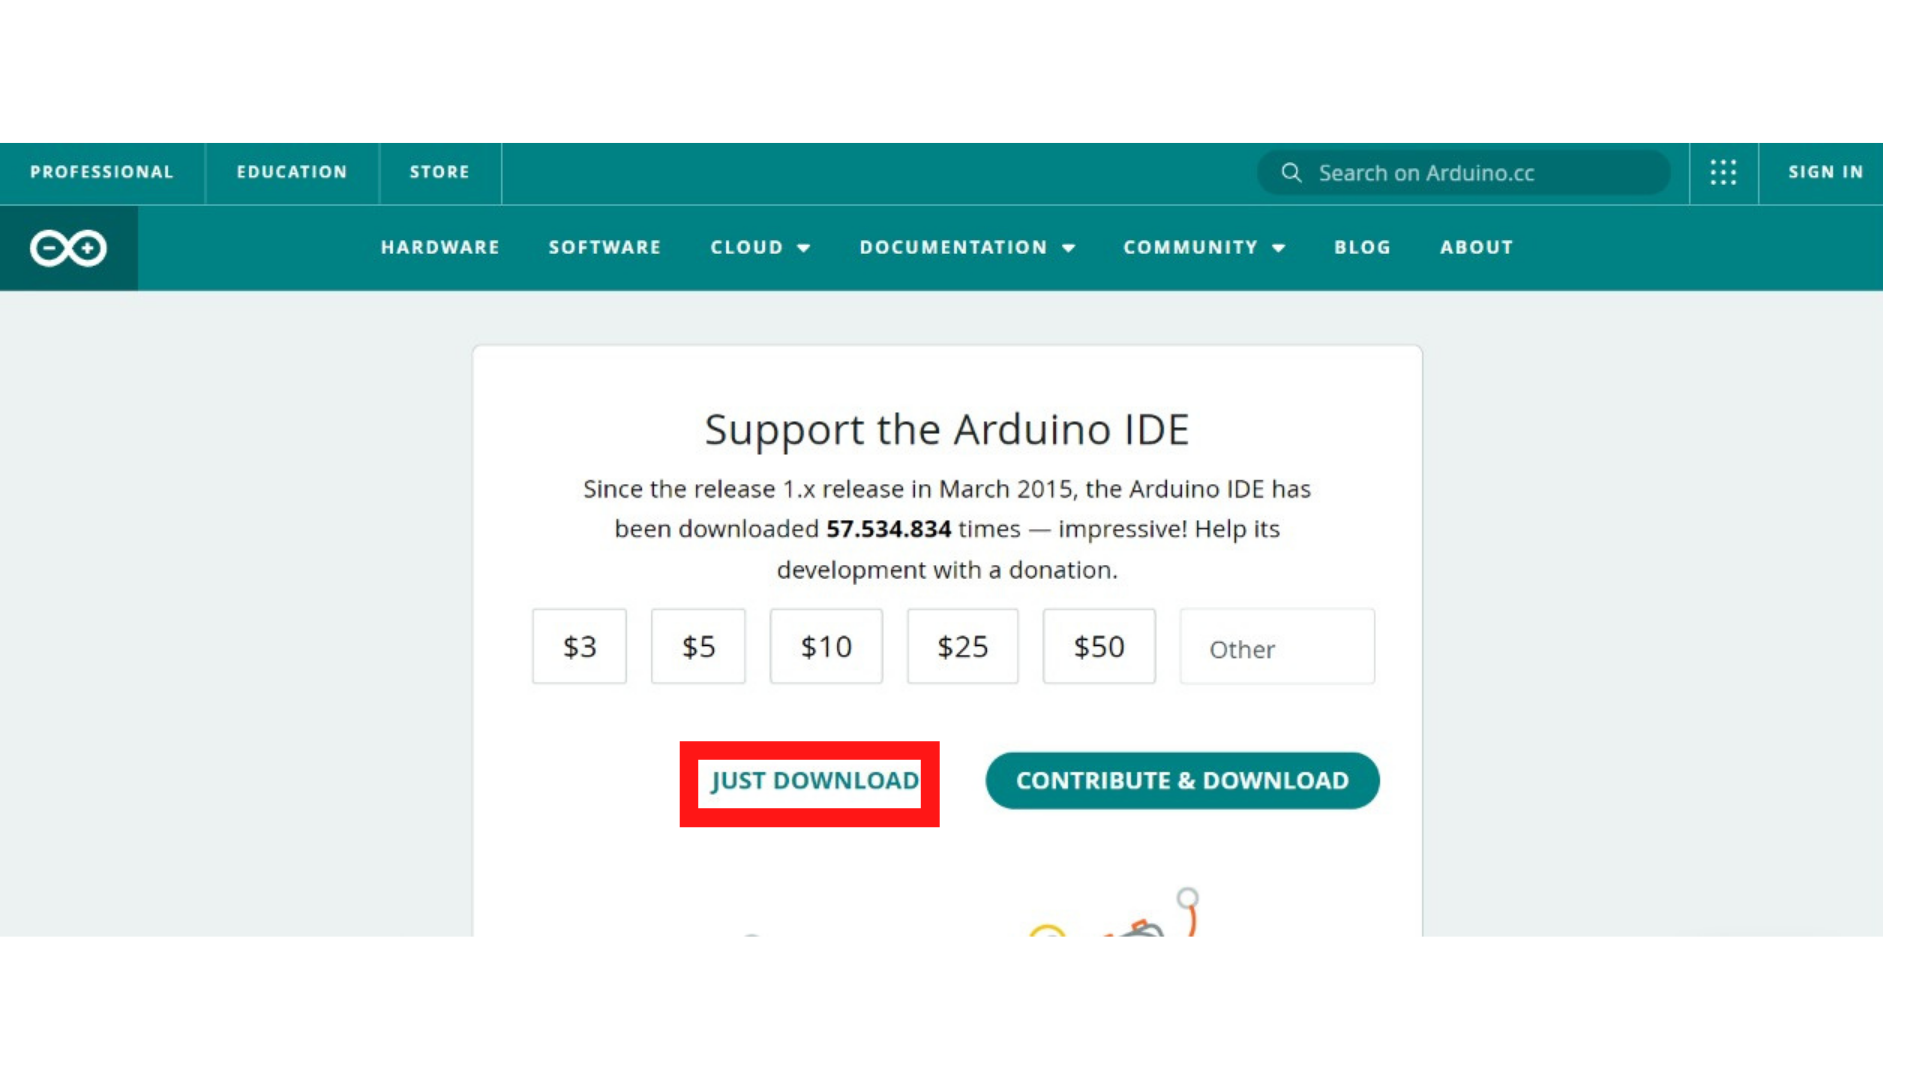 PROFESSIONAL EDUCATION STORE Search on Arduino.cc SIGN IN
HARDWARE SOFTWARE CLOUD DOCUMENTATION COMMUNITY BLOG ABOUT
Support the Arduino IDE
Since the release 1.x release in March 2015, the Arduino IDE has
been downloaded 57.534.834 times — impressive! Help its
development with a donation.
$3 $5 $10 $25 $50 Other
JUST DOWNLOAD CONTRIBUTE & DOWNLOAD